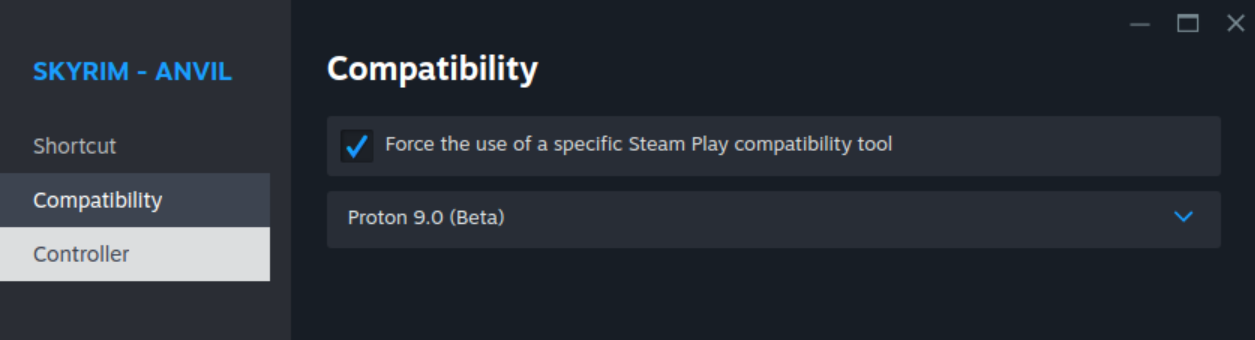 SKYRIM - ANVIL
Shortcut
Compatibility
Controller
Compatibility
Force the use of a specific Steam Play compatibility tool
Proton 9.0 (Beta)